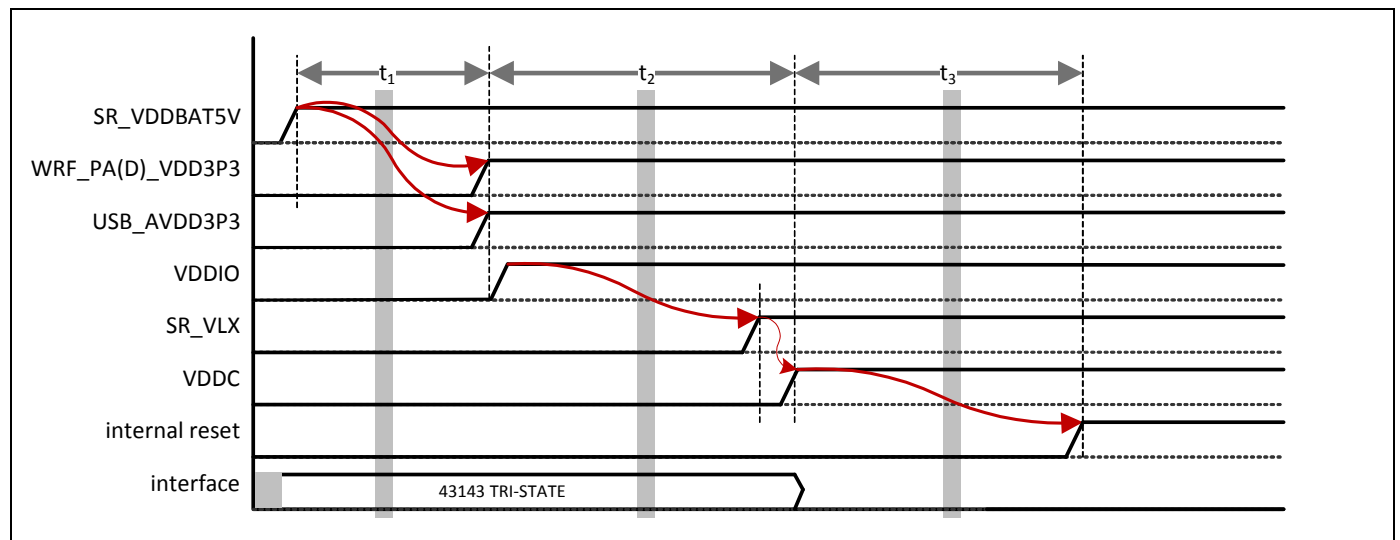 t1
t2
t3
SR_VDDBAT5V
WRF_PA(D)_VDD3P3
USB_AVDD3P3
VDDIO
SR_VLX
VDDC
internal reset
interface
43143 TRI-STATE